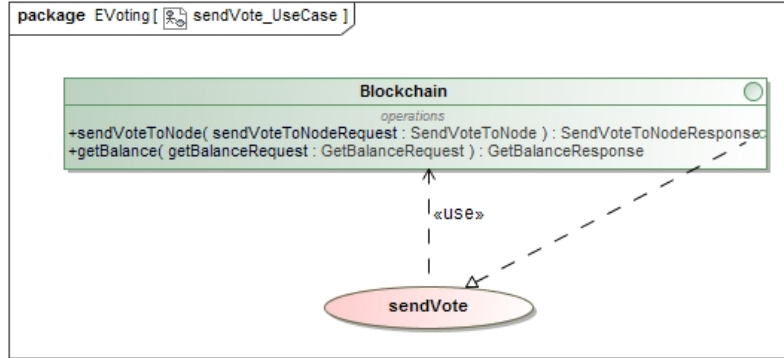 package EVoting [ sendVote_UseCase ]
Blockchain
operations
+sendVoteToNode( sendVoteToNodeRequest : SendVoteToNode ) : SendVoteToNodeResponse
+getBalance( getBalanceRequest : GetBalanceRequest ) : GetBalanceResponse
«use»
sendVote